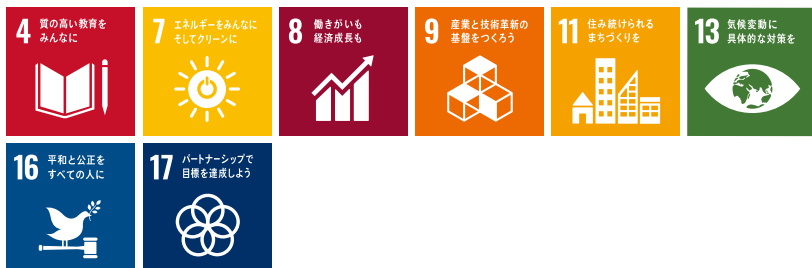 4 質の高い教育を
みんなに
7 エネルギーをみんなに
そしてクリーンに
8 働きがいも
経済成長も
9 産業と技術革新の
基盤をつくろう
11 住み続けられる
まちづくりを
13 気候変動に
具体的な対策を
16 平和と公正を
すべての人に
17 パートナーシップで
目標を達成しよう